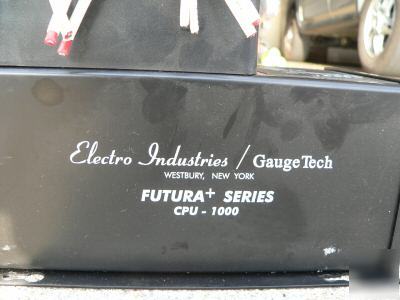 Electro Industries / GaugeTech
WESTBURY, NEW YORK
FUTURA+ SERIES
CPU - 1000